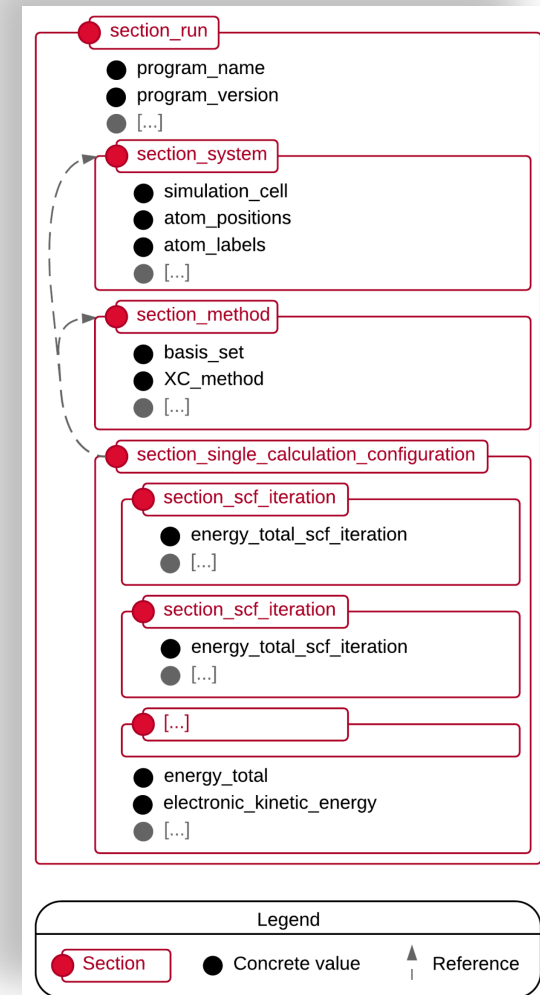 section_run
program_name
program_version
[...]
section_system
simulation_cell
atom_positions
atom_labels
[...]
section_method
basis_set
XC_method
[...]
section_single_calculation_configuration
section_scf_iteration
energy_total_scf_iteration
[...]
section_scf_iteration
energy_total_scf_iteration
[...]
[...]
energy_total
electronic_kinetic_energy
[...]
Legend
Section
Concrete value
Reference